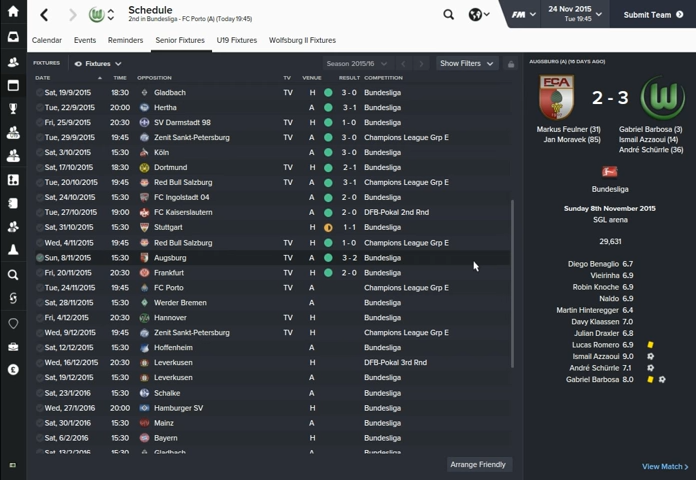 Schedule
2nd in Bundesliga - FC Porto (A) (Today 19:45)
FM
24 Nov 2015
Tue 19:45
Submit Team
Calendar Events Reminders Senior Fixtures U19 Fixtures Wolfsburg II Fixtures
FIXTURES Fixtures Season 2015/16 Show Filters
DATE TIME OPPOSITION TV VENUE RESULT COMPETITION
Sat, 19/9/2015 18:30 Gladbach TV H 3 - 0 Bundesliga
Tue, 22/9/2015 20:00 Hertha A 3 - 1 Bundesliga
Fri, 25/9/2015 20:30 SV Darmstadt 98 TV H 1 - 0 Bundesliga
Tue, 29/9/2015 19:45 Zenit Sankt-Petersburg TV A 3 - 0 Champions League Grp E
Sat, 3/10/2015 15:30 Köln A 3 - 0 Bundesliga
Sat, 17/10/2015 18:30 Dortmund TV H 2 - 1 Bundesliga
Tue, 20/10/2015 19:45 Red Bull Salzburg TV A 3 - 1 Champions League Grp E
Sat, 24/10/2015 15:30 FC Ingolstadt 04 A 2 - 0 Bundesliga
Tue, 27/10/2015 19:00 FC Kaiserslautern A 2 - 0 DFB-Pokal 2nd Rnd
Sat, 31/10/2015 15:30 Stuttgart H 1 - 1 Bundesliga
Wed, 4/11/2015 19:45 Red Bull Salzburg TV H 1 - 0 Champions League Grp E
Sun, 8/11/2015 15:30 Augsburg TV A 3 - 2 Bundesliga
Fri, 20/11/2015 20:30 Frankfurt TV H 2 - 0 Bundesliga
Tue, 24/11/2015 19:45 FC Porto TV A Champions League Grp E
Sat, 28/11/2015 15:30 Werder Bremen A Bundesliga
Fri, 4/12/2015 20:30 Hannover TV H Bundesliga
Wed, 9/12/2015 19:45 Zenit Sankt-Petersburg TV H Champions League Grp E
Sat, 12/12/2015 15:30 Hoffenheim A Bundesliga
Wed, 16/12/2015 20:30 Leverkusen H DFB-Pokal 3rd Rnd
Sat, 19/12/2015 15:30 Leverkusen A Bundesliga
Sat, 23/1/2016 15:30 Schalke A Bundesliga
Wed, 27/1/2016 20:00 Hamburger SV H Bundesliga
Sat, 30/1/2016 15:30 Mainz A Bundesliga
Sat, 6/2/2016 15:30 Bayern H Bundesliga
Sat, 13/2/2016 15:30 Gladbach A Bundesliga
Arrange Friendly
AUGSBURG (A) (16 DAYS AGO)
FCA
2 - 3
Markus Feulner (31)
Jan Moravek (85)
Gabriel Barbosa (3)
Ismail Azzaoui (14)
André Schürrle (36)
Bundesliga
Sunday 8th November 2015
SGL arena
29,631
Diego Benaglio 6.7
Vieirinha 6.9
Robin Knoche 6.9
Naldo 6.9
Martin Hinteregger 6.4
Davy Klaassen 7.0
Julian Draxler 6.8
Lucas Romero 6.9
Ismail Azzaoui 9.0
André Schürrle 7.1
Gabriel Barbosa 8.0
View Match >